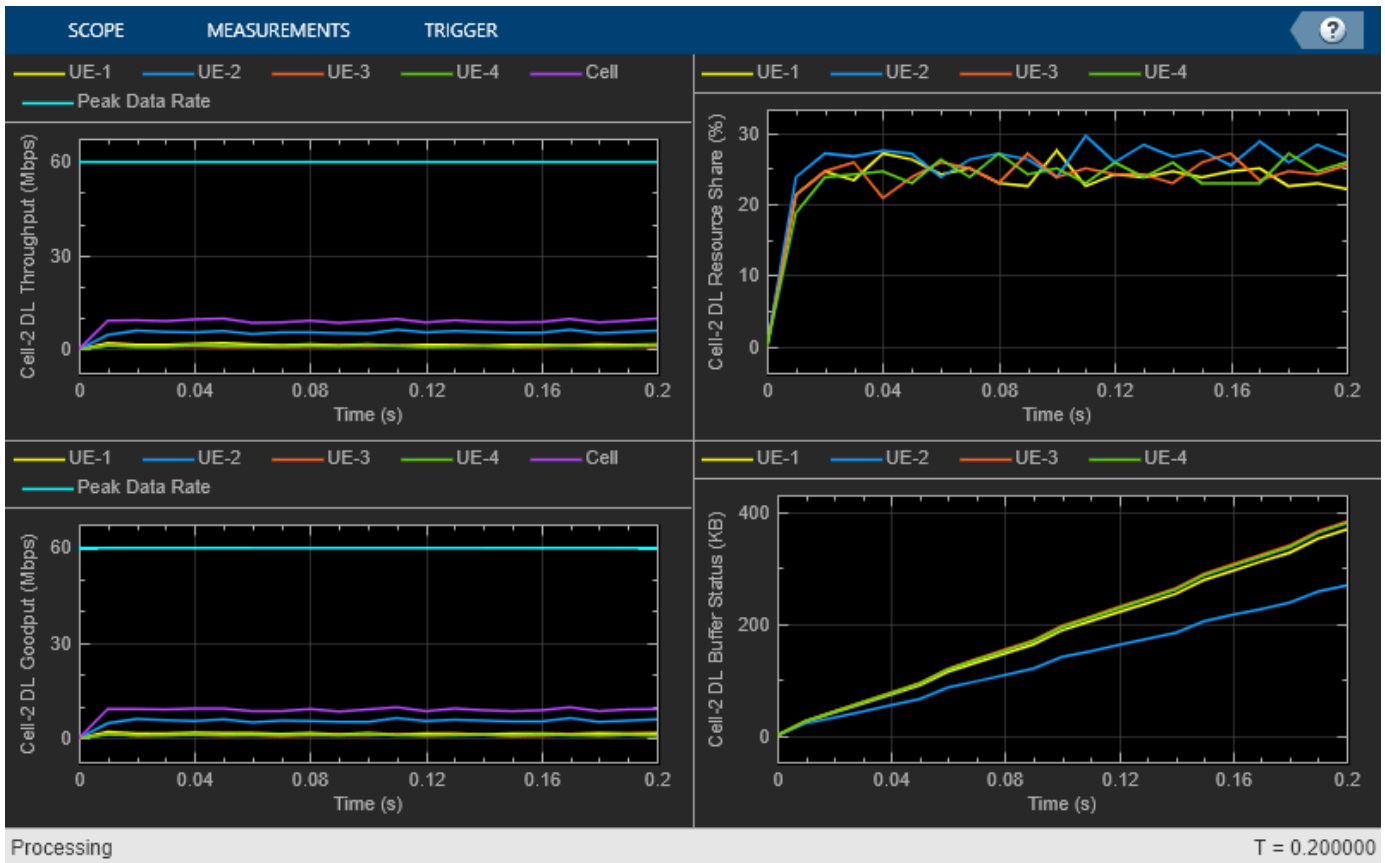 SCOPE MEASUREMENTS TRIGGER ?
UE-1 UE-2 UE-3 UE-4 Cell
Peak Data Rate
Cell-2 DL Throughput (Mbps)
60
30
0
0 0.04 0.08 0.12 0.16 0.2
Time (s)
UE-1 UE-2 UE-3 UE-4
Cell-2 DL Resource Share (%)
30
20
10
0
0 0.04 0.08 0.12 0.16 0.2
Time (s)
UE-1 UE-2 UE-3 UE-4 Cell
Peak Data Rate
Cell-2 DL Goodput (Mbps)
60
30
0
0 0.04 0.08 0.12 0.16 0.2
Time (s)
UE-1 UE-2 UE-3 UE-4
Cell-2 DL Buffer Status (KB)
400
200
0
0 0.04 0.08 0.12 0.16 0.2
Time (s)
Processing T = 0.200000